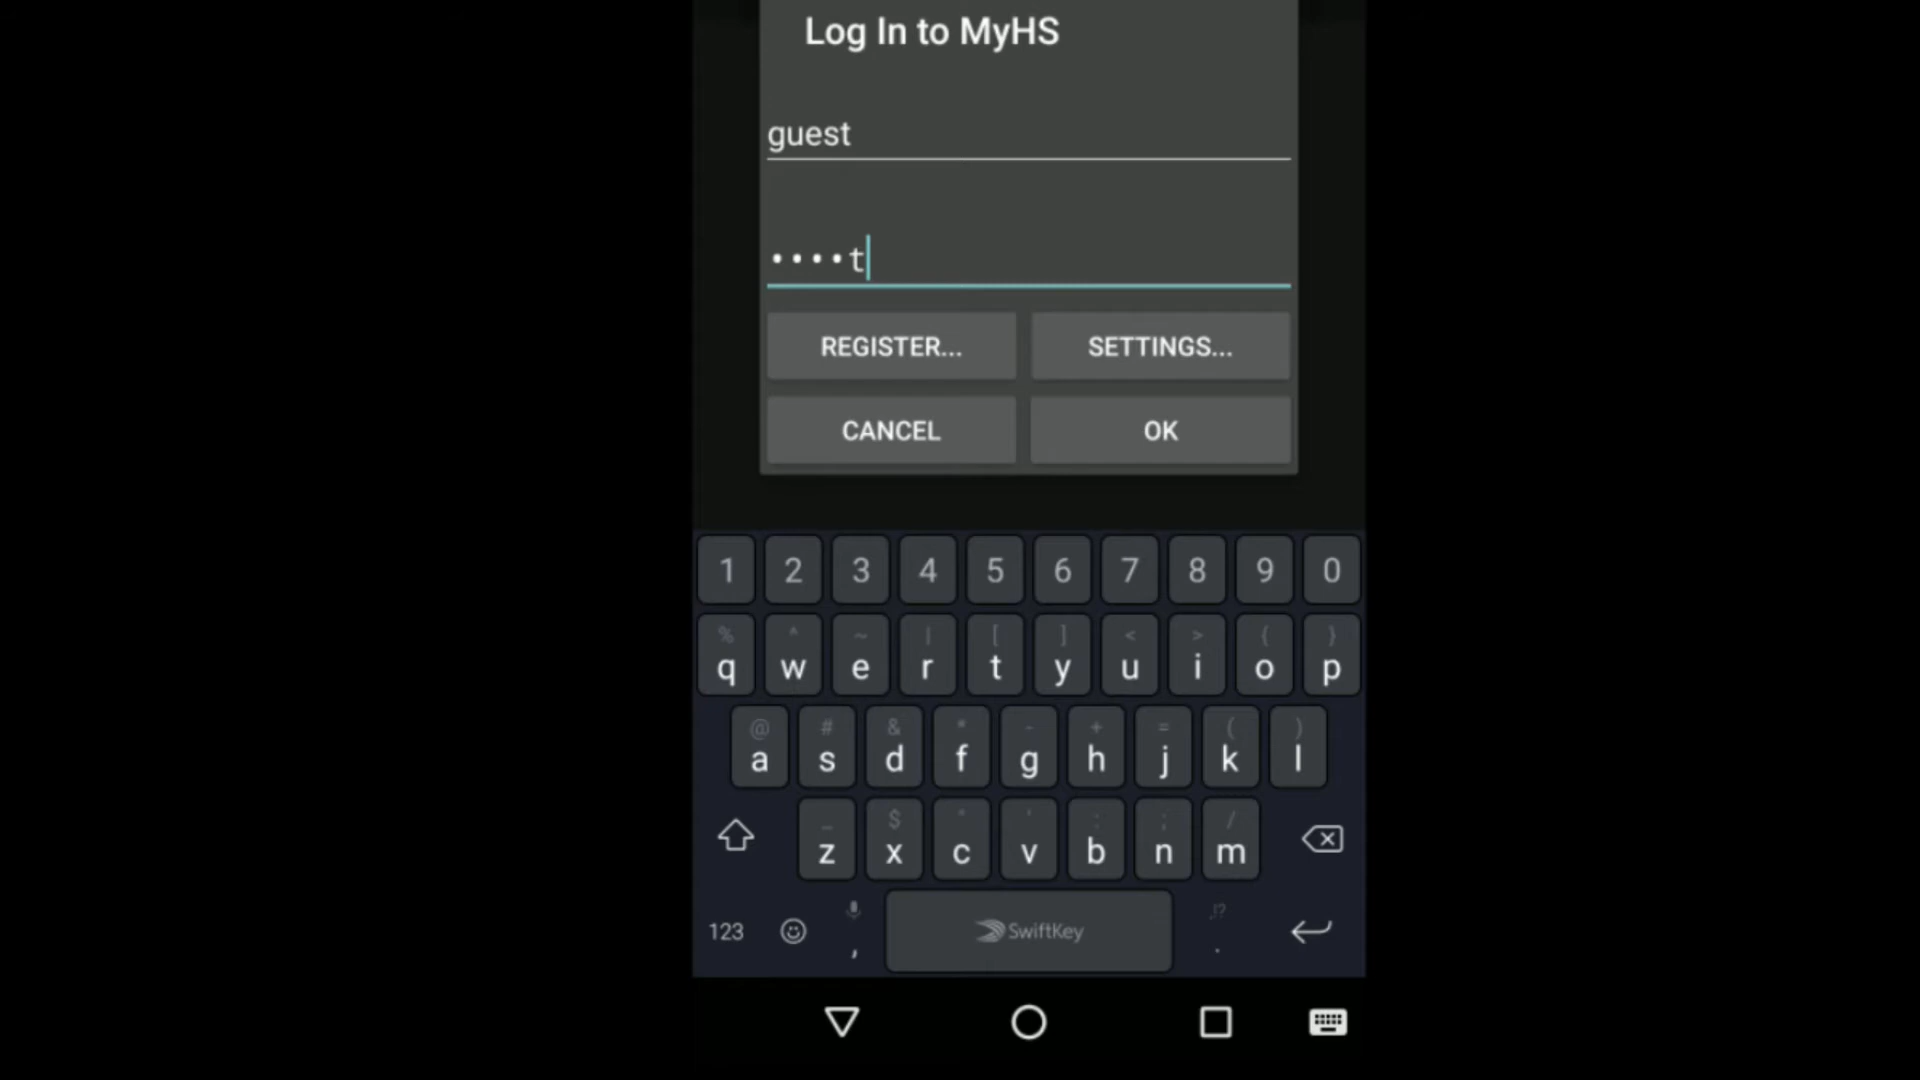 Log In to MyHS
guest
••••t
REGISTER... SETTINGS...
CANCEL OK
1 2 3 4 5 6 7 8 9 0
% ^ ~ | [ ] < > { }
q w e r t y u i o p
@ # & * - + = ( )
a s d f g h j k l
_ $ " ' : ; /
z x c v b n m
,!?
123 , SwiftKey .